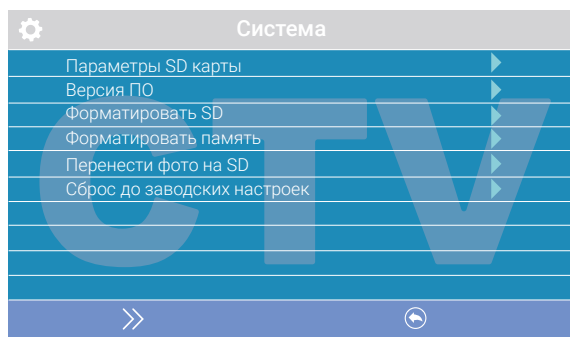 Система
Параметры SD карты
Версия ПО
Форматировать SD
Форматировать память
Перенести фото на SD
Сброс до заводских настроек
CTV